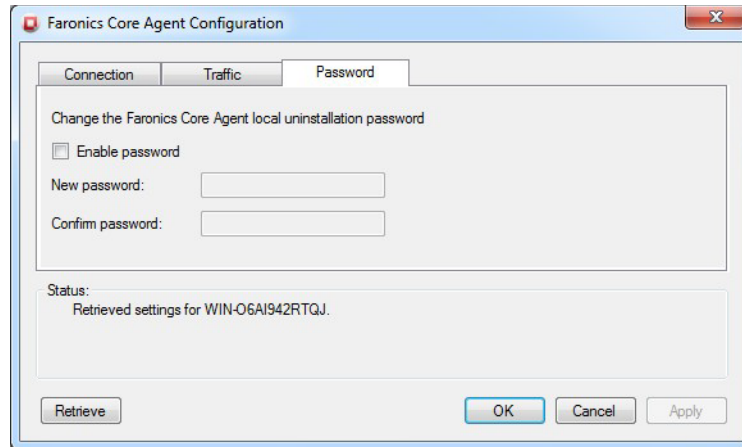 Faronics Core Agent Configuration
Connection Traffic Password
Change the Faronics Core Agent local uninstallation password
Enable password
New password:
Confirm password:
Status:
Retrieved settings for WIN-O6AI942RTQJ.
Retrieve OK Cancel Apply